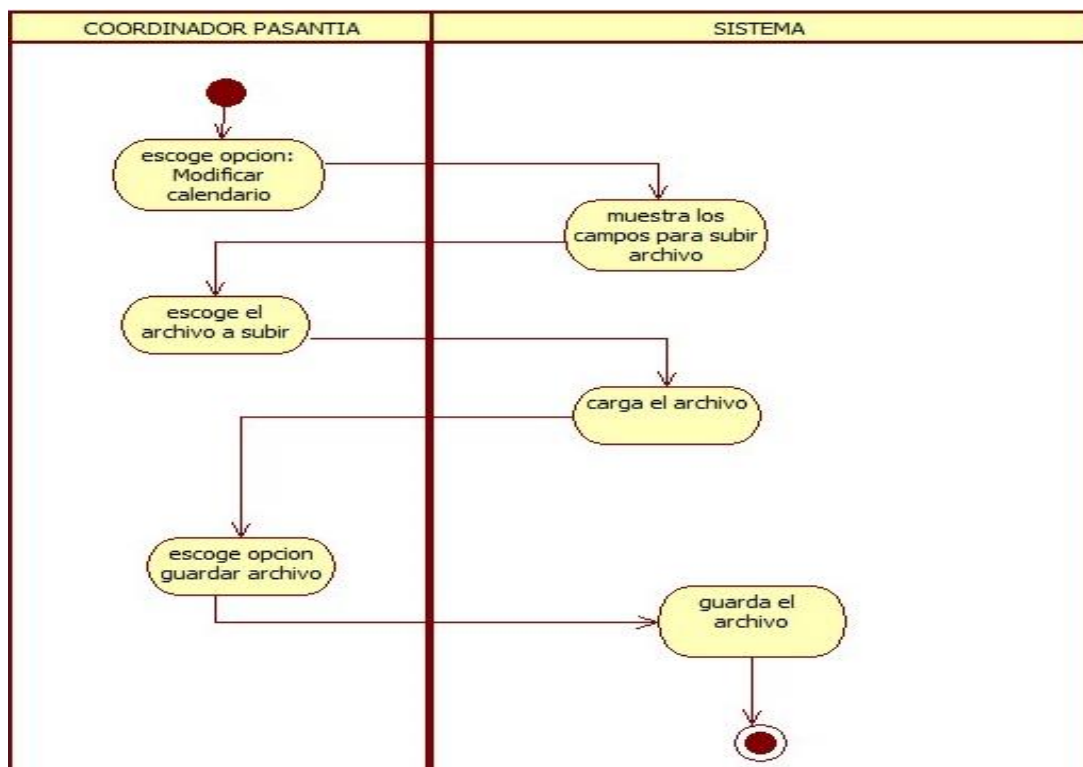 COORDINADOR PASANTIA
SISTEMA
escoge opcion:
Modificar
calendario
muestra los
campos para subir
archivo
escoge el
archivo a subir
carga el archivo
escoge opcion
guardar archivo
guarda el
archivo